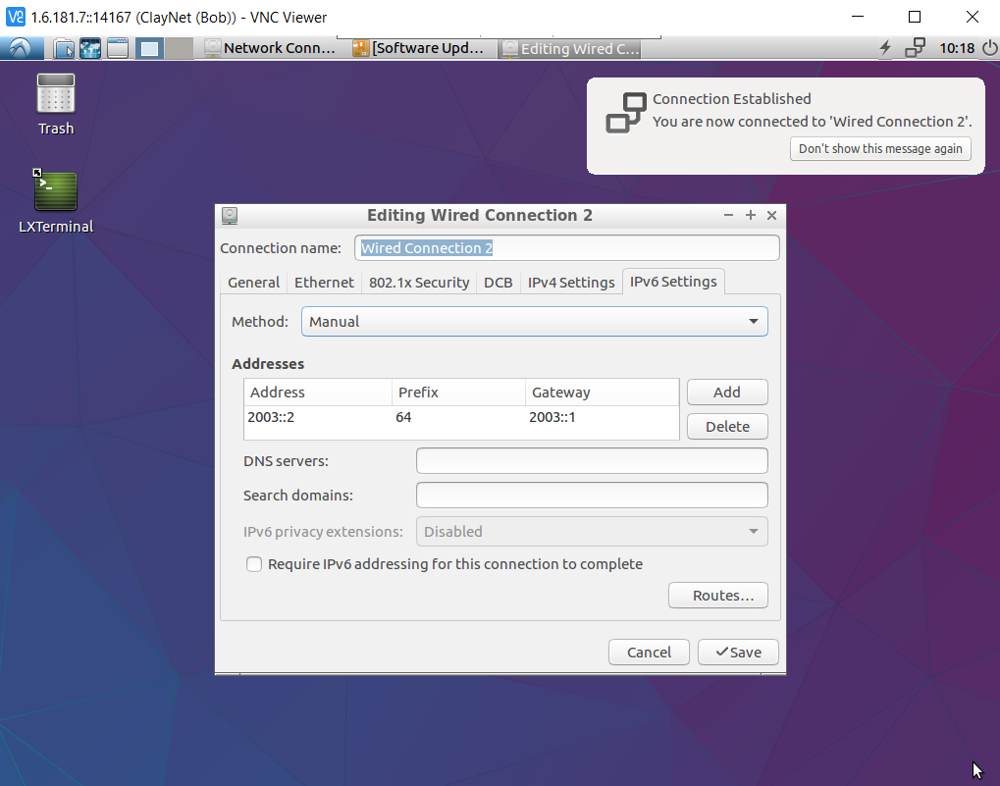 1.6.181.7::14167 (ClayNet (Bob)) - VNC Viewer
Network Conn... [Software Upd... Editing Wired C... 10:18
Trash
LXTerminal
Connection Established
You are now connected to 'Wired Connection 2'.
Don't show this message again
Editing Wired Connection 2
Connection name: Wired Connection 2
General Ethernet 802.1x Security DCB IPv4 Settings IPv6 Settings
Method: Manual
Addresses
Address Prefix Gateway Add
2003::2 64 2003::1
Delete
DNS servers:
Search domains:
IPv6 privacy extensions: Disabled
Require IPv6 addressing for this connection to complete
Routes...
Cancel Save